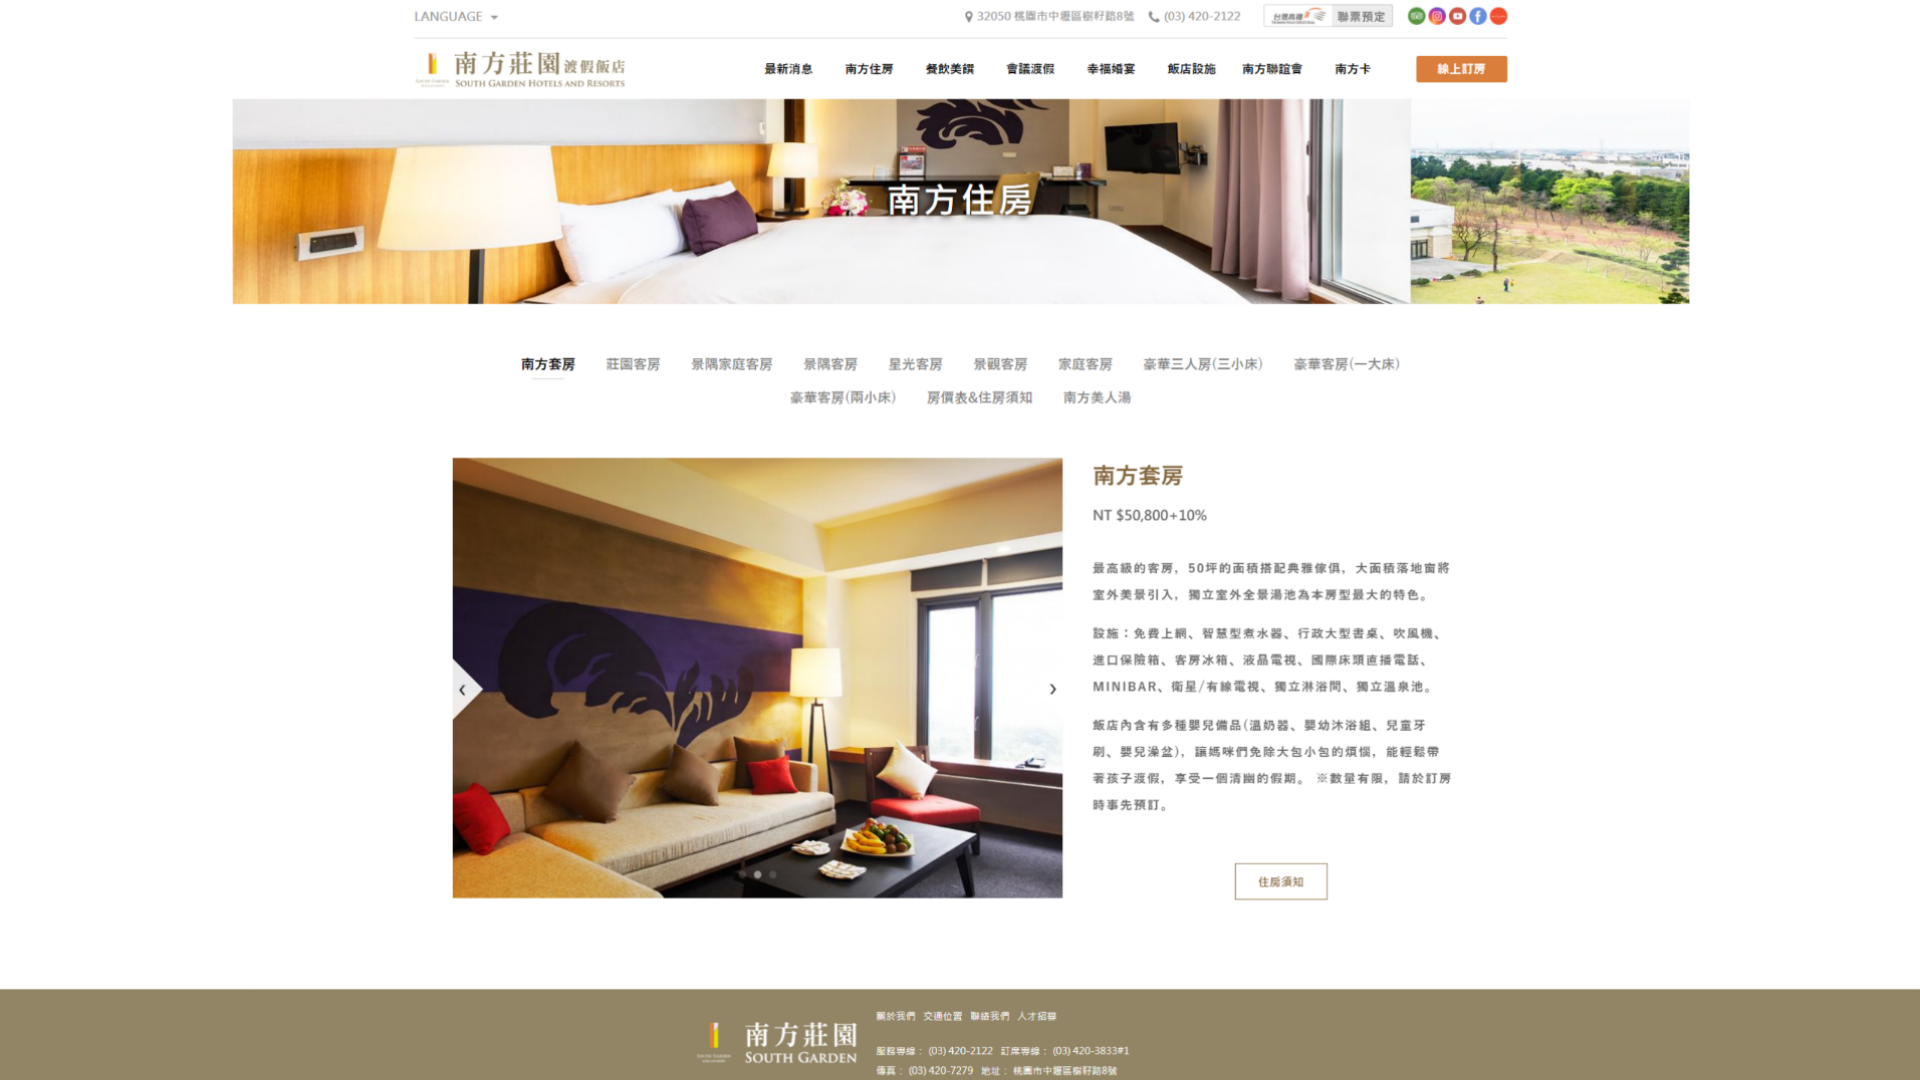 LANGUAGE
32050 桃園市中壢區樹籽路8號
(03) 420-2122
台灣高鐵
聯票預定
南方莊園渡假飯店
SOUTH GARDEN HOTELS AND RESORTS
最新消息
南方住房
餐飲美饌
會議渡假
幸福婚宴
飯店設施
南方聯誼會
南方卡
線上訂房
南方住房
南方套房
莊園客房
景隅家庭客房
景隅客房
星光客房
景觀客房
家庭客房
豪華三人房(三小床)
豪華客房(一大床)
豪華客房(兩小床)
房價表&住房須知
南方美人湯
南方套房
NT $50,800+10%
最高級的客房，50坪的面積搭配典雅傢俱，大面積落地窗將
室外美景引入，獨立室外全景湯池為本房型最大的特色。
設施：免費上網、智慧型煮水器、行政大型書桌、吹風機、
進口保險箱、客房冰箱、液晶電視、國際床頭直播電話、
MINIBAR、衛星/有線電視、獨立淋浴間、獨立溫泉池。
飯店內含有多種嬰兒備品(溫奶器、嬰幼沐浴組、兒童牙
刷、嬰兒澡盆)，讓媽咪們免除大包小包的煩惱，能輕鬆帶
著孩子渡假，享受一個清幽的假期。 ※數量有限，請於訂房
時事先預訂。
住房須知
南方莊園
SOUTH GARDEN
關於我們 交通位置 聯絡我們 人才招募
服務專線： (03) 420-2122 訂席專線： (03) 420-3833#1
傳真： (03) 420-7279 地址： 桃園市中壢區樹籽路8號